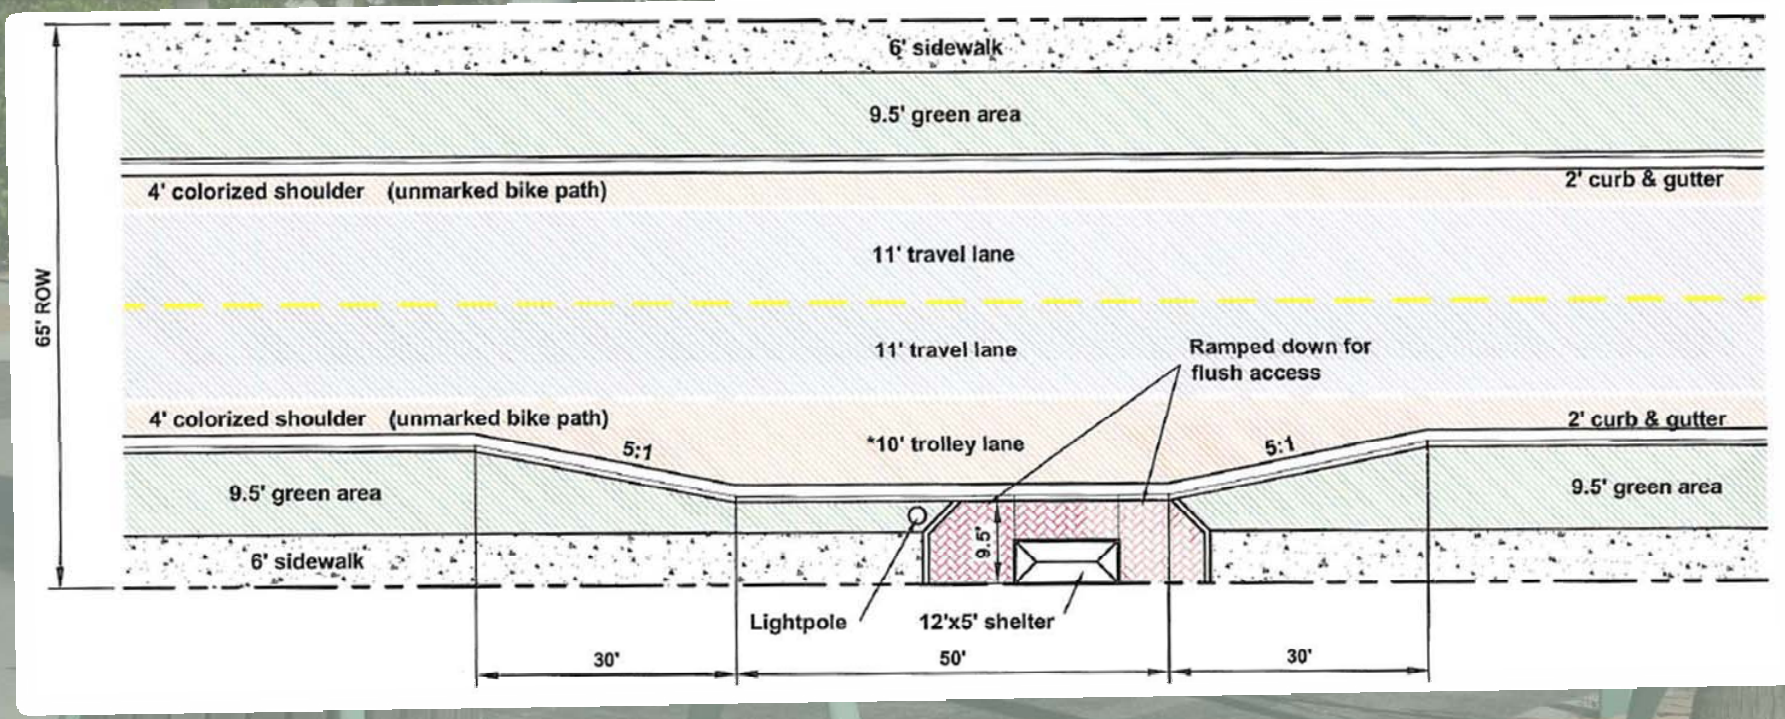 6' sidewalk
9.5' green area
4' colorized shoulder (unmarked bike path)
2' curb & gutter
11' travel lane
65' ROW
11' travel lane
Ramped down for
flush access
4' colorized shoulder (unmarked bike path)
2' curb & gutter
5:1
*10' trolley lane
5:1
9.5' green area
9.5' green area
9.5'
6' sidewalk
Lightpole
12'x5' shelter
30'
50'
30'